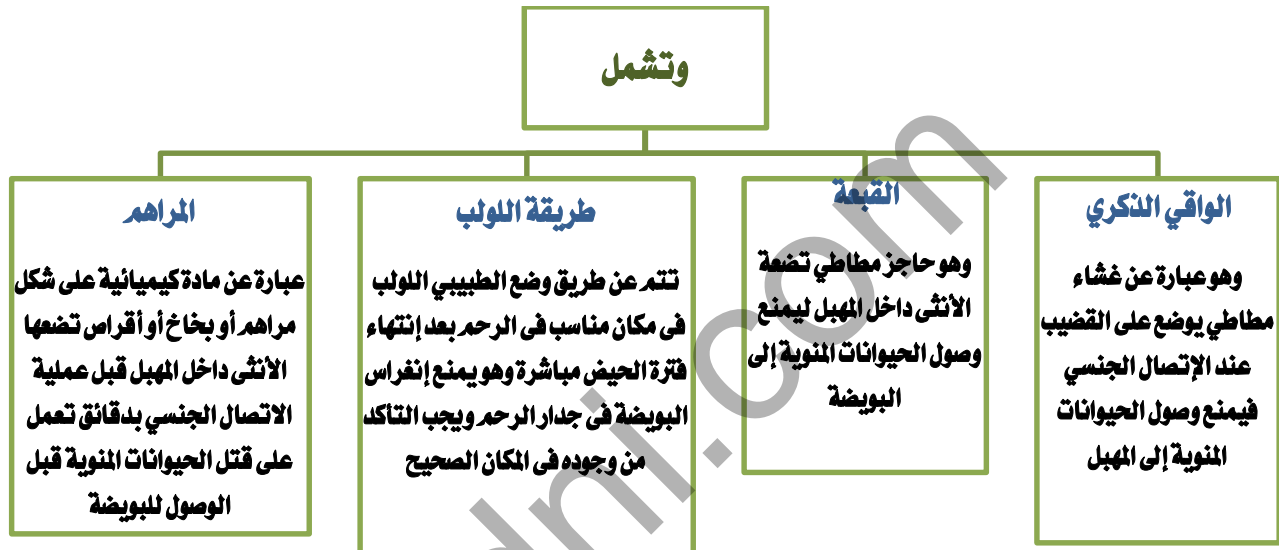 وتشمل
الواقي الذكري
وهو عبارة عن غشاء
مطاطي يوضع على القضيب
عند الإتصال الجنسي
فيمنع وصول الحيوانات
المنوية إلى المهبل
القبعة
وهو حاجز مطاطي تضعة
الأنثى داخل المهبل ليمنع
وصول الحيوانات المنوية إلى
البويضة
طريقة اللولب
تتم عن طريق وضع الطبيبي اللولب
فى مكان مناسب فى الرحم بعد إنتهاء
فترة الحيض مباشرة وهو يمنع إنغراس
البويضة فى جدار الرحم ويجب التأكد
من وجوده فى المكان الصحيح
المراهم
عبارة عن مادة كيميائية على شكل
مراهم أو بخاخ أو أقراص تضعها
الأنثى داخل المهبل قبل عملية
الاتصال الجنسي بدقائق تعمل
على قتل الحيوانات المنوية قبل
الوصول للبويضة
dni.com